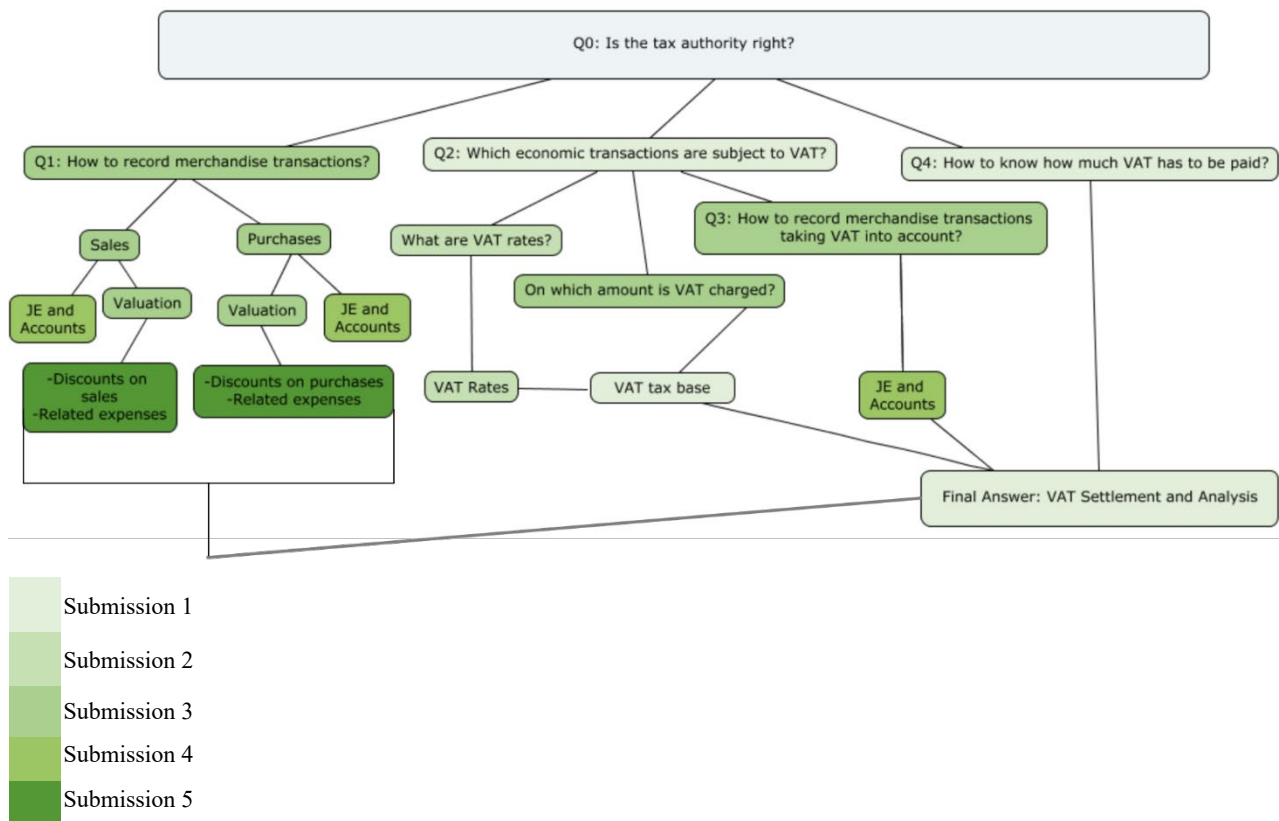 Q0: Is the tax authority right?
Q1: How to record merchandise transactions?
Q2: Which economic transactions are subject to VAT?
Q4: How to know how much VAT has to be paid?
Sales
Purchases
What are VAT rates?
Q3: How to record merchandise transactions
taking VAT into account?
JE and
Accounts
Valuation
Valuation
JE and
Accounts
On which amount is VAT charged?
-Discounts on
sales
-Related expenses
-Discounts on purchases
-Related expenses
VAT Rates
VAT tax base
JE and
Accounts
Final Answer: VAT Settlement and Analysis
Submission 1
Submission 2
Submission 3
Submission 4
Submission 5